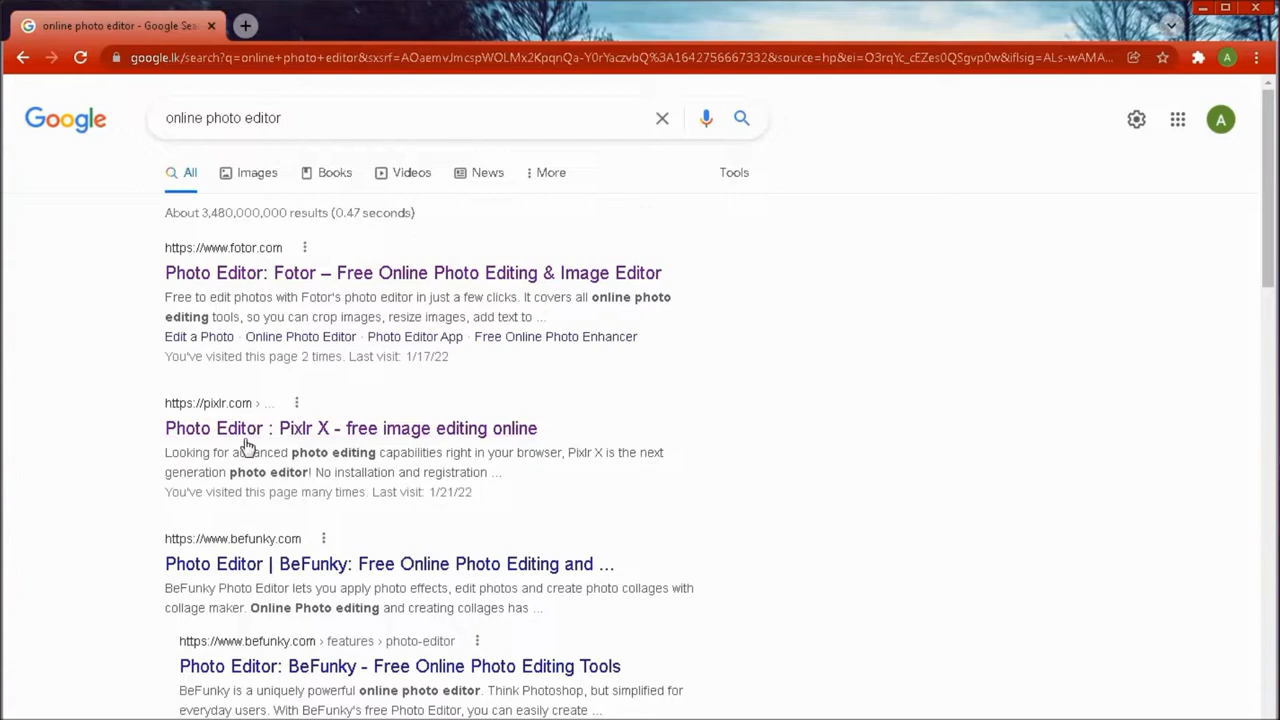 online photo editor - Google Sea
google.lk/search?q=online+photo+editor&sxsrf=AOaemvJmcspWOLMx2KpqnQa-Y0rYaczvbQ%3A1642756667332&source=hp&ei=O3rqYc_cEZes0QSgvp0w&iflsig=ALs-wAMA...
A
Google
online photo editor
A
All
Images
Books
Videos
News
More
Tools
About 3,480,000,000 results (0.47 seconds)
https://www.fotor.com
Photo Editor: Fotor – Free Online Photo Editing & Image Editor
Free to edit photos with Fotor's photo editor in just a few clicks. It covers all online photo
editing tools, so you can crop images, resize images, add text to ...
Edit a Photo · Online Photo Editor · Photo Editor App · Free Online Photo Enhancer
You've visited this page 2 times. Last visit: 1/17/22
https://pixlr.com › ...
Photo Editor : Pixlr X - free image editing online
Looking for advanced photo editing capabilities right in your browser, Pixlr X is the next
generation photo editor! No installation and registration ...
You've visited this page many times. Last visit: 1/21/22
https://www.befunky.com
Photo Editor | BeFunky: Free Online Photo Editing and ...
BeFunky Photo Editor lets you apply photo effects, edit photos and create photo collages with
collage maker. Online Photo editing and creating collages has ...
https://www.befunky.com › features › photo-editor
Photo Editor: BeFunky - Free Online Photo Editing Tools
BeFunky is a uniquely powerful online photo editor. Think Photoshop, but simplified for
everyday users. With BeFunky's free Photo Editor, you can easily create ...